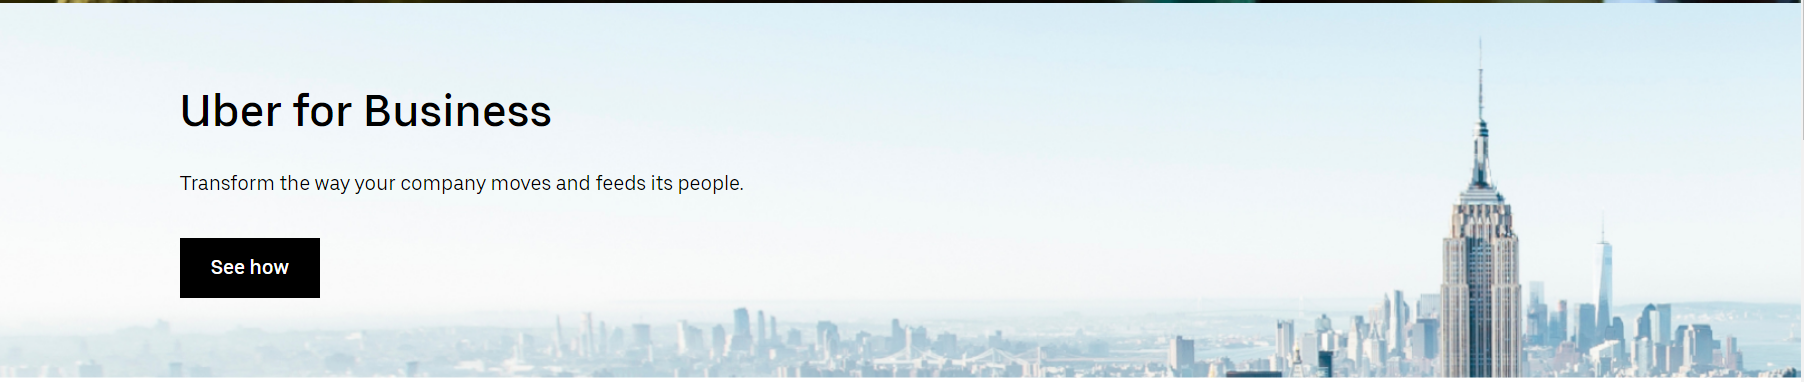 Uber for Business
Transform the way your company moves and feeds its people.
See how